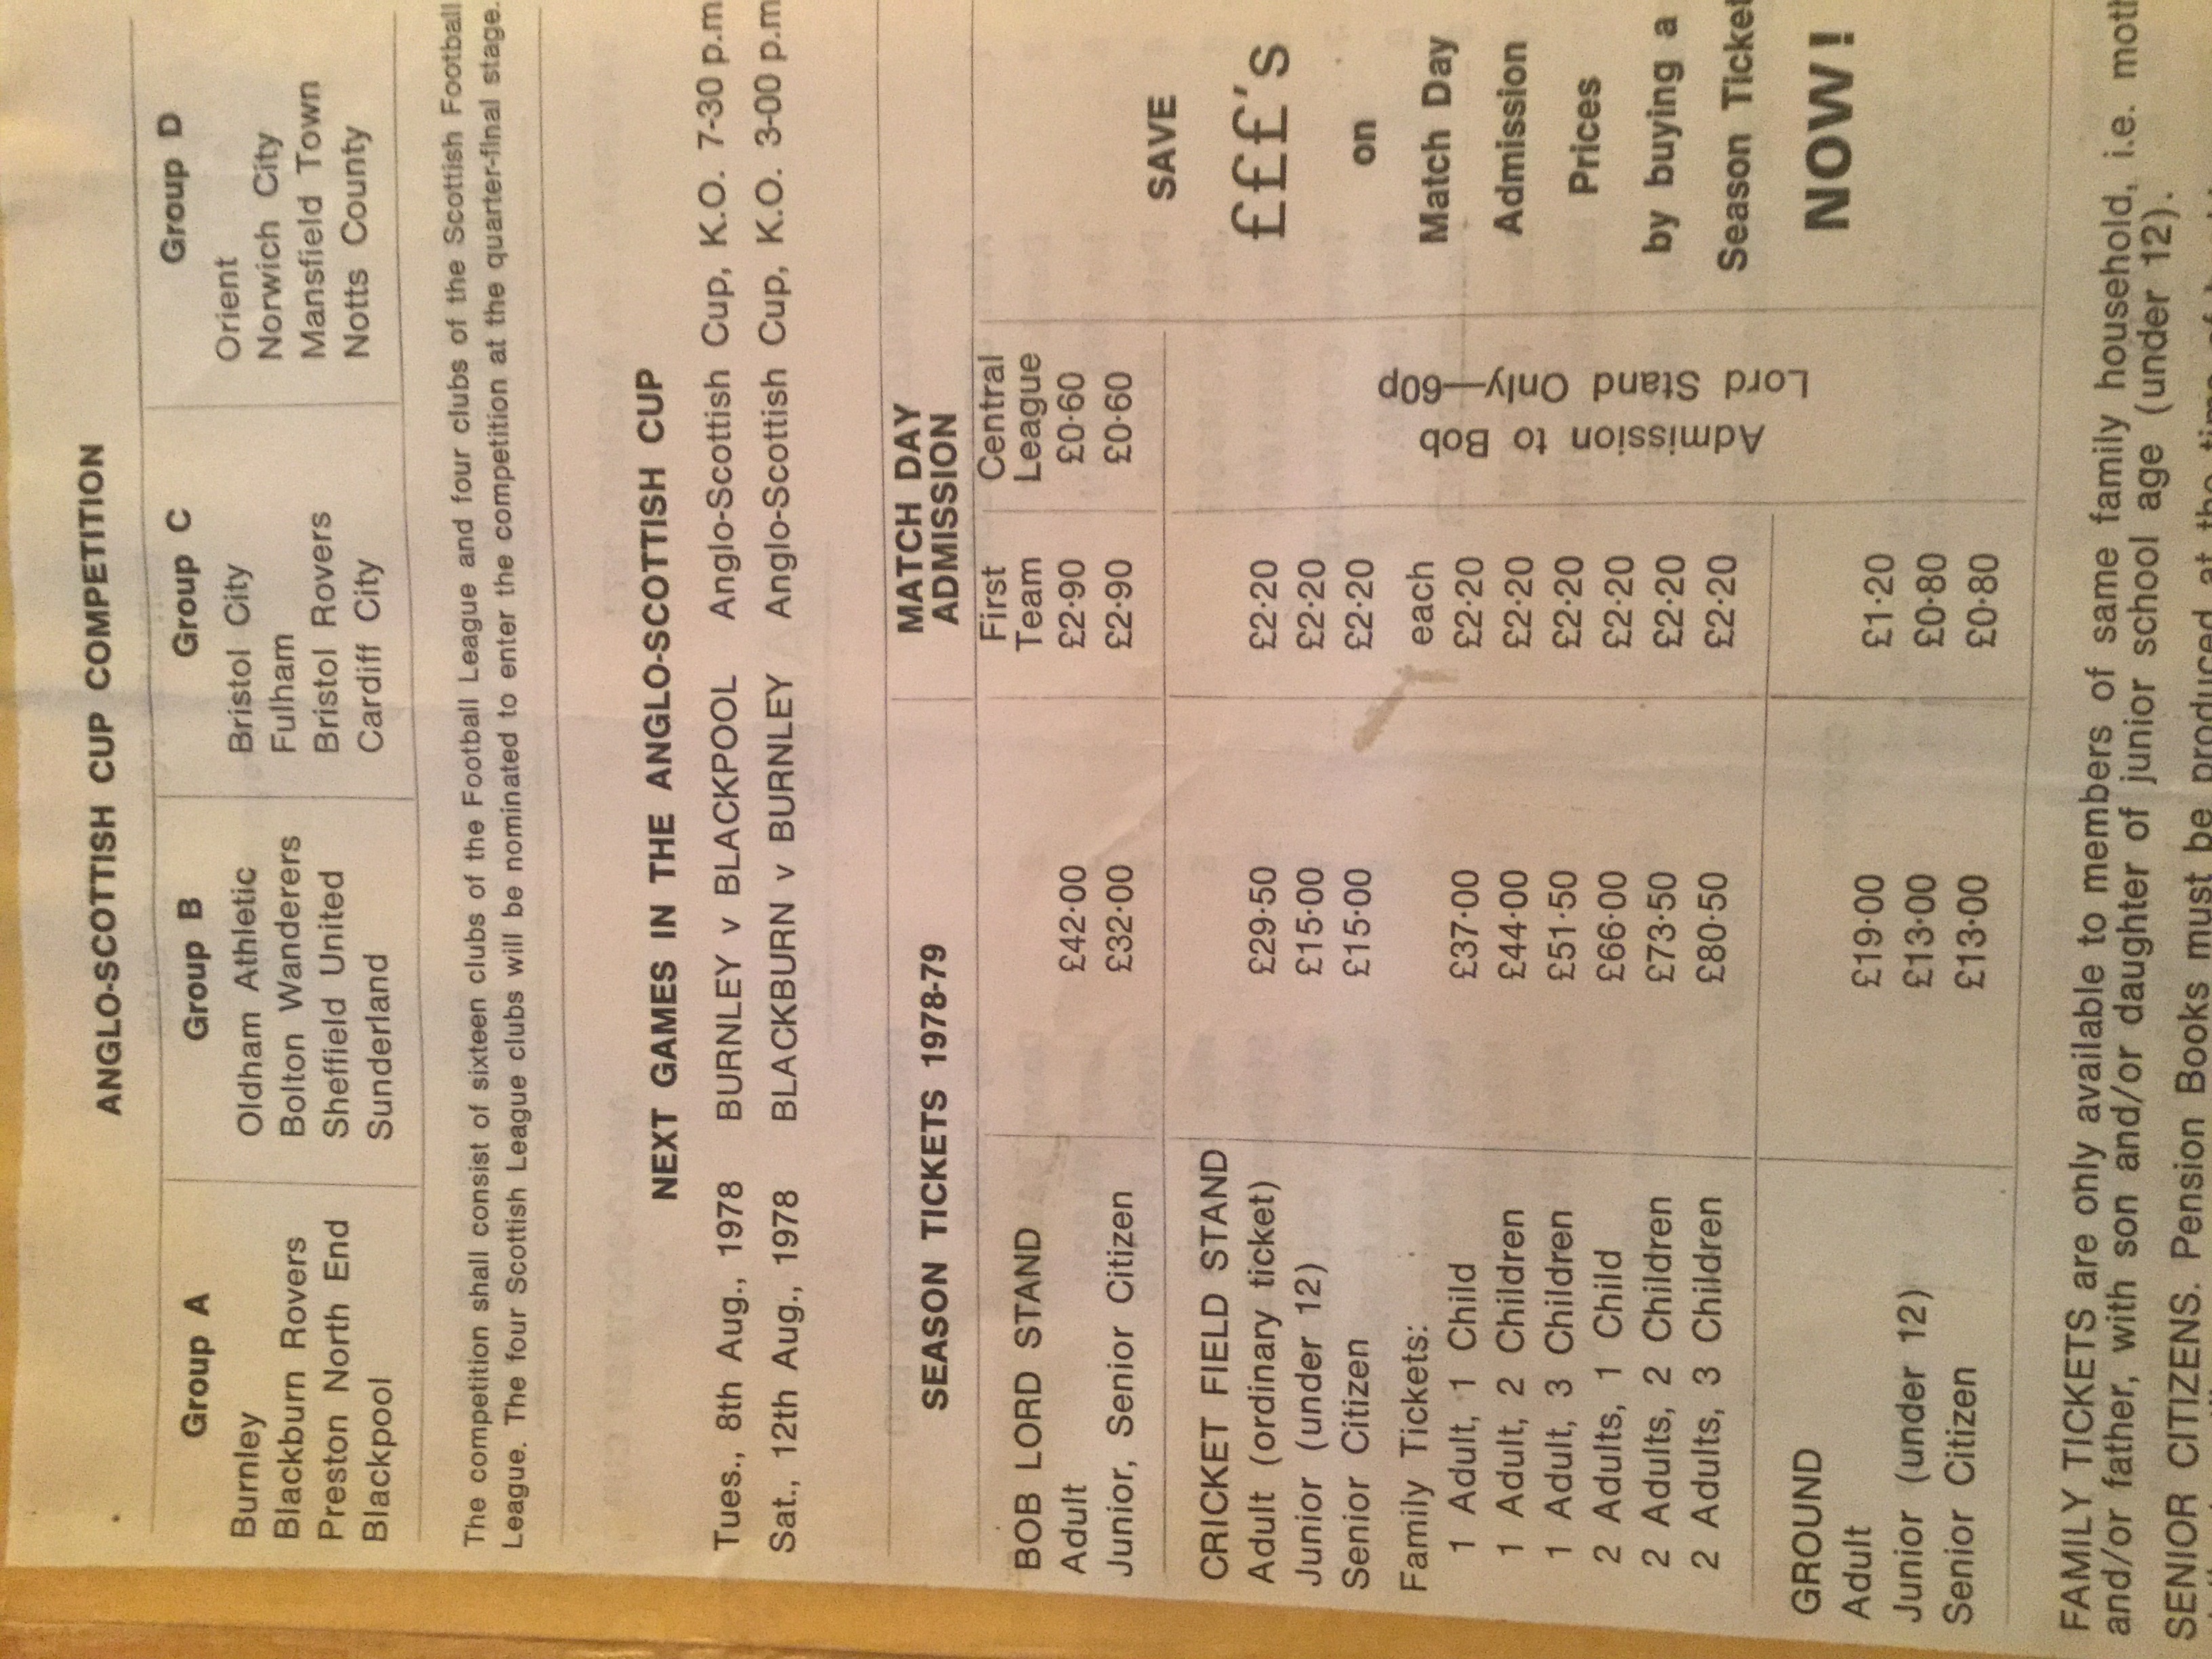 ANGLO-SCOTTISH CUP COMPETITION
Group A Group B Group C Group D
Burnley Oldham Athletic Bristol City Orient
Blackburn Rovers Bolton Wanderers Fulham Norwich City
Preston North End Sheffield United Bristol Rovers Mansfield Town
Blackpool Sunderland Cardiff City Notts County
The competition shall consist of sixteen clubs of the Football League and four clubs of the Scottish Football
League. The four Scottish League clubs will be nominated to enter the competition at the quarter-final stage.
NEXT GAMES IN THE ANGLO-SCOTTISH CUP
Tues., 8th Aug., 1978 BURNLEY v BLACKPOOL Anglo-Scottish Cup, K.O. 7-30 p.m
Sat., 12th Aug., 1978 BLACKBURN v BURNLEY Anglo-Scottish Cup, K.O. 3-00 p.m
SEASON TICKETS 1978-79
MATCH DAY
ADMISSION
First Central
Team League
BOB LORD STAND
Adult £42·00 £2·90 £0·60
Junior, Senior Citizen £32·00 £2·90 £0·60
CRICKET FIELD STAND
Adult (ordinary ticket) £29·50 £2·20
Junior (under 12) £15·00 £2·20
Senior Citizen £15·00 £2·20
Family Tickets: each
1 Adult, 1 Child £37·00 £2·20
1 Adult, 2 Children £44·00 £2·20
1 Adult, 3 Children £51·50 £2·20
2 Adults, 1 Child £66·00 £2·20
2 Adults, 2 Children £73·50 £2·20
2 Adults, 3 Children £80·50 £2·20
GROUND
Adult £19·00 £1·20
Junior (under 12) £13·00 £0·80
Senior Citizen £13·00 £0·80
Admission to Bob
Lord Stand Only—60p
SAVE
£££'s
on
Match Day
Admission
Prices
by buying a
Season Ticket
NOW!
FAMILY TICKETS are only available to members of same family household, i.e. moth
and/or father, with son and/or daughter of junior school age (under 12).
SENIOR CITIZENS. Pension Books must be produced at the time of